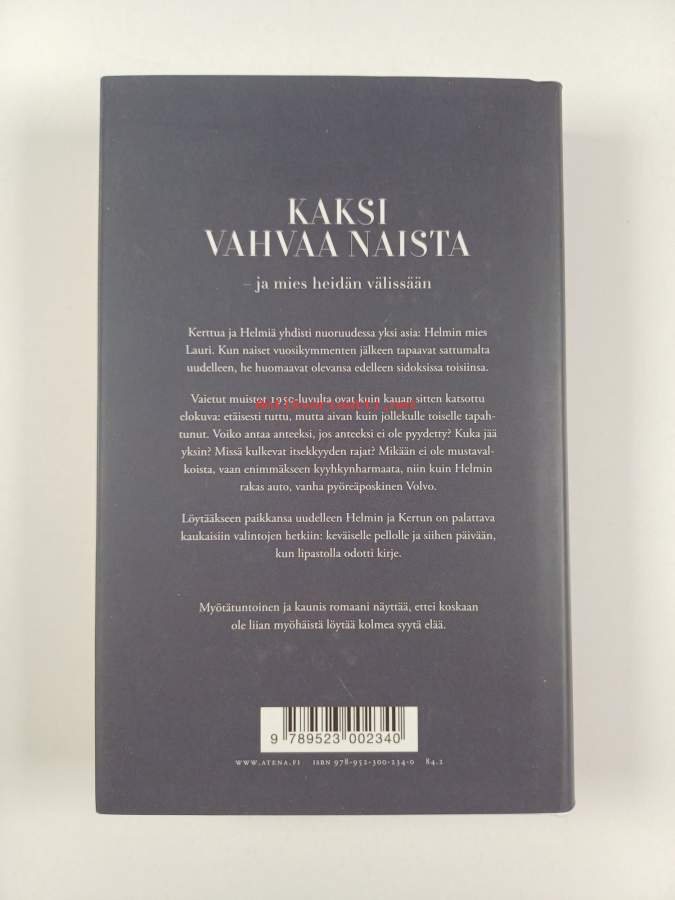 KAKSI
VAHVAA NAISTA
– ja mies heidän välissään
Kerttua ja Helmiä yhdisti nuoruudessa yksi asia: Helmin mies
Lauri. Kun naiset vuosikymmenten jälkeen tapaavat sattumalta
uudelleen, he huomaavat olevansa edelleen sidoksissa toisiinsa.
Vaietut muistot 1950-luvulta ovat kuin kauan sitten katsottu
elokuva: etäisesti tuttu, mutta aivan kuin jollekulle toiselle tapah-
tunut. Voiko antaa anteeksi, jos anteeksi ei ole pyydetty? Kuka jää
yksin? Missä kulkevat itsekkyyden rajat? Mikään ei ole mustaval-
koista, vaan enimmäkseen kyyhkynharmaata, niin kuin Helmin
rakas auto, vanha pyöreäposkinen Volvo.
Löytääkseen paikkansa uudelleen Helmin ja Kertun on palattava
kaukaisiin valintojen hetkiin: keväiselle pellolle ja siihen päivään,
kun lipastolla odotti kirje.
Myötätuntoinen ja kaunis romaani näyttää, ettei koskaan
ole liian myöhäistä löytää kolmea syytä elää.
9 789523 002340
WWW.ATENA.FI ISBN 978-952-300-234-0 84.2